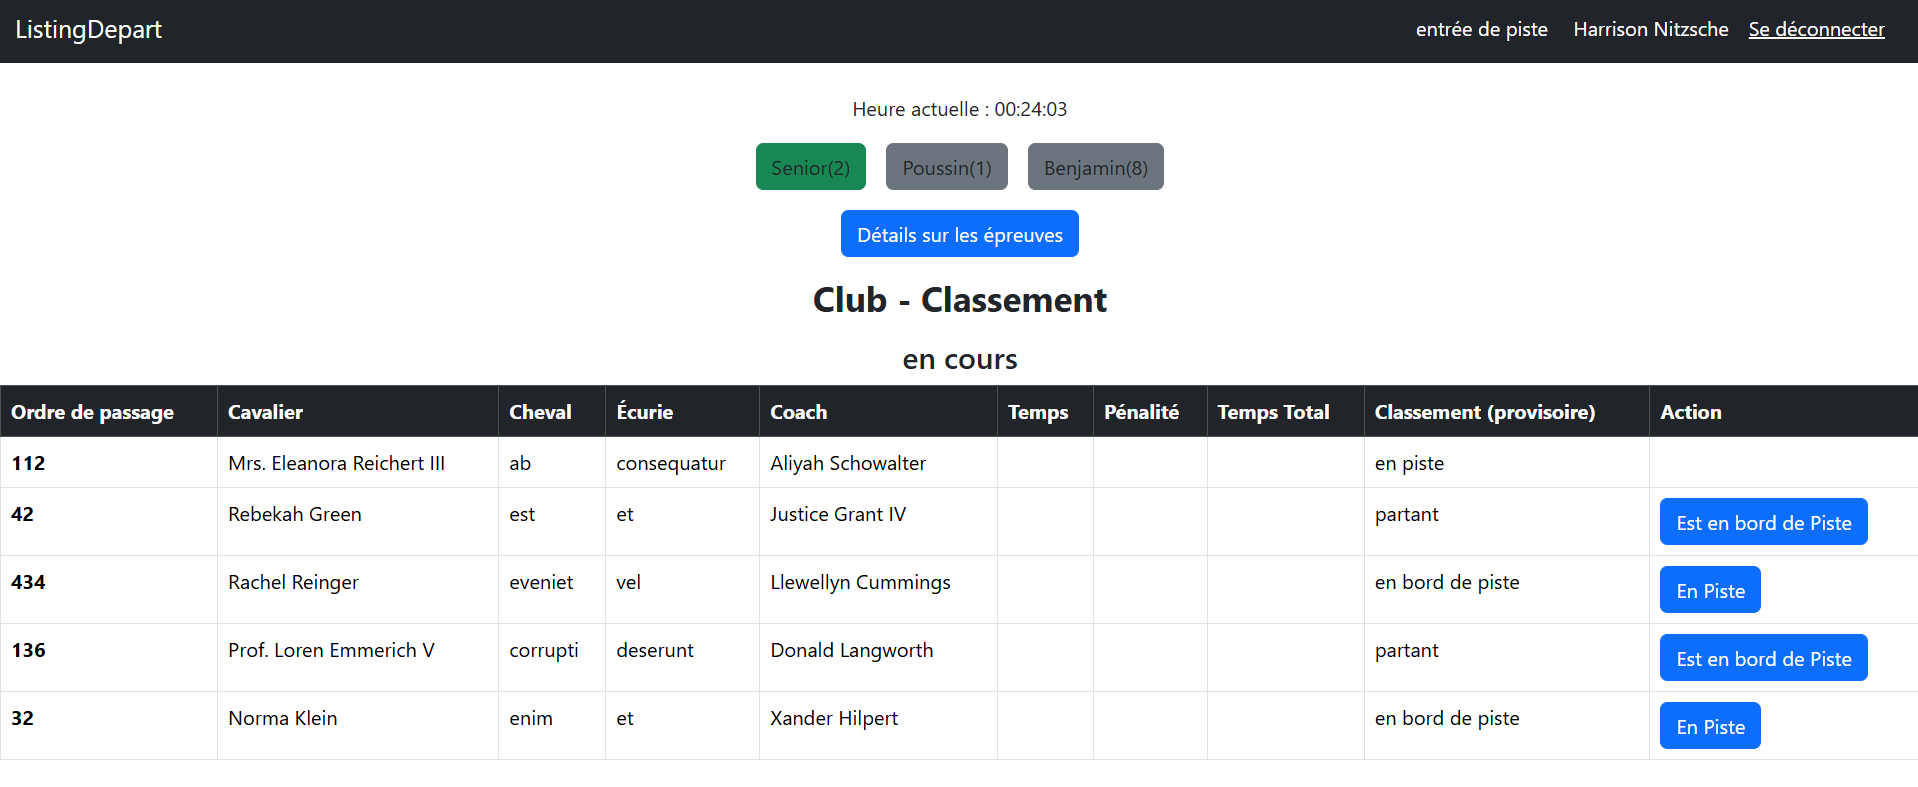 ListingDepart entrée de piste Harrison Nitzsche Se déconnecter
Heure actuelle : 00:24:03
Senior(2) Poussin(1) Benjamin(8)
Détails sur les épreuves
Club - Classement
en cours
Ordre de passage Cavalier Cheval Écurie Coach Temps Pénalité Temps Total Classement (provisoire) Action
112 Mrs. Eleanora Reichert III ab consequatur Aliyah Schowalter en piste
42 Rebekah Green est et Justice Grant IV partant Est en bord de Piste
434 Rachel Reinger eveniet vel Llewellyn Cummings en bord de piste En Piste
136 Prof. Loren Emmerich V corrupti deserunt Donald Langworth partant Est en bord de Piste
32 Norma Klein enim et Xander Hilpert en bord de piste En Piste